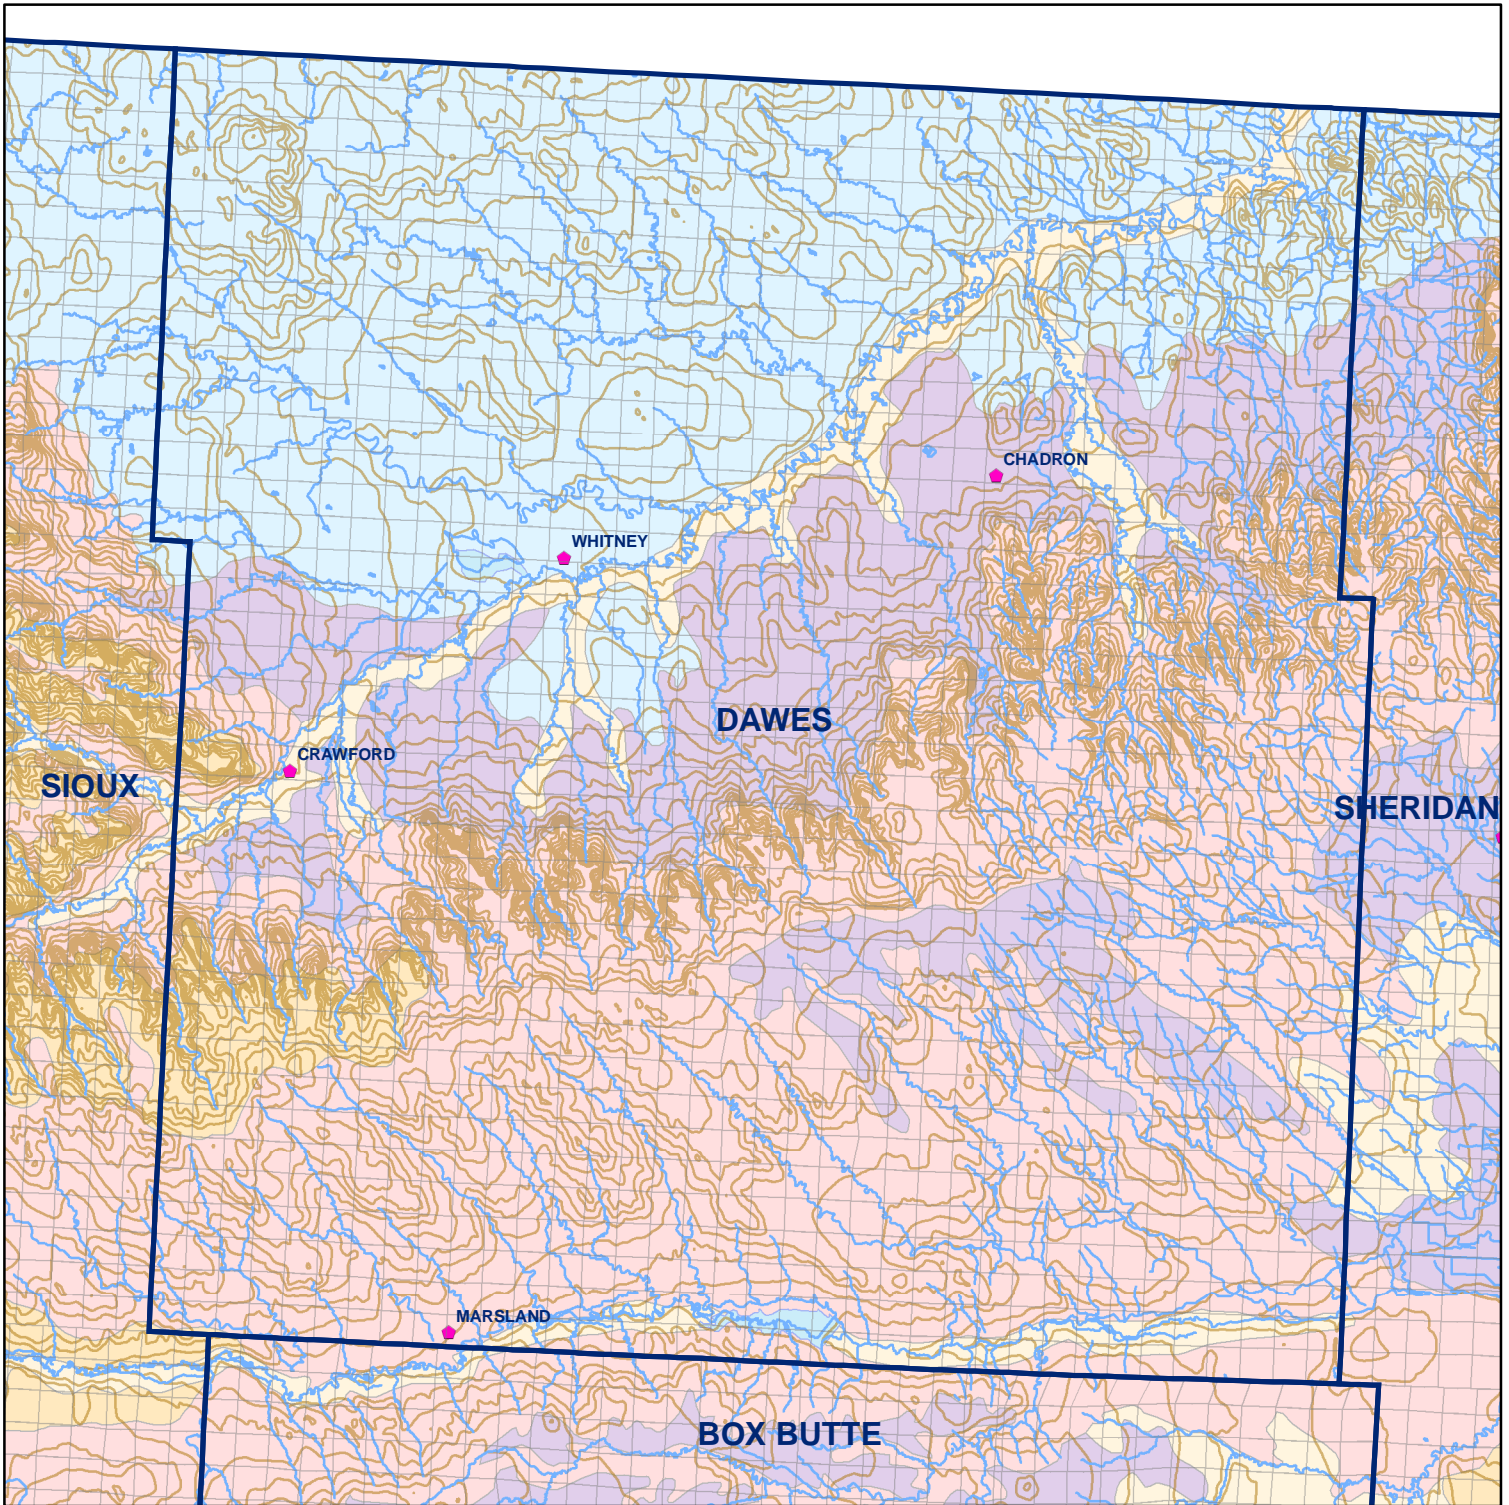 CHADRON
WHITNEY
DAWES
CRAWFORD
SIOUX
SHERIDAN
MARSLAND
BOX BUTTE